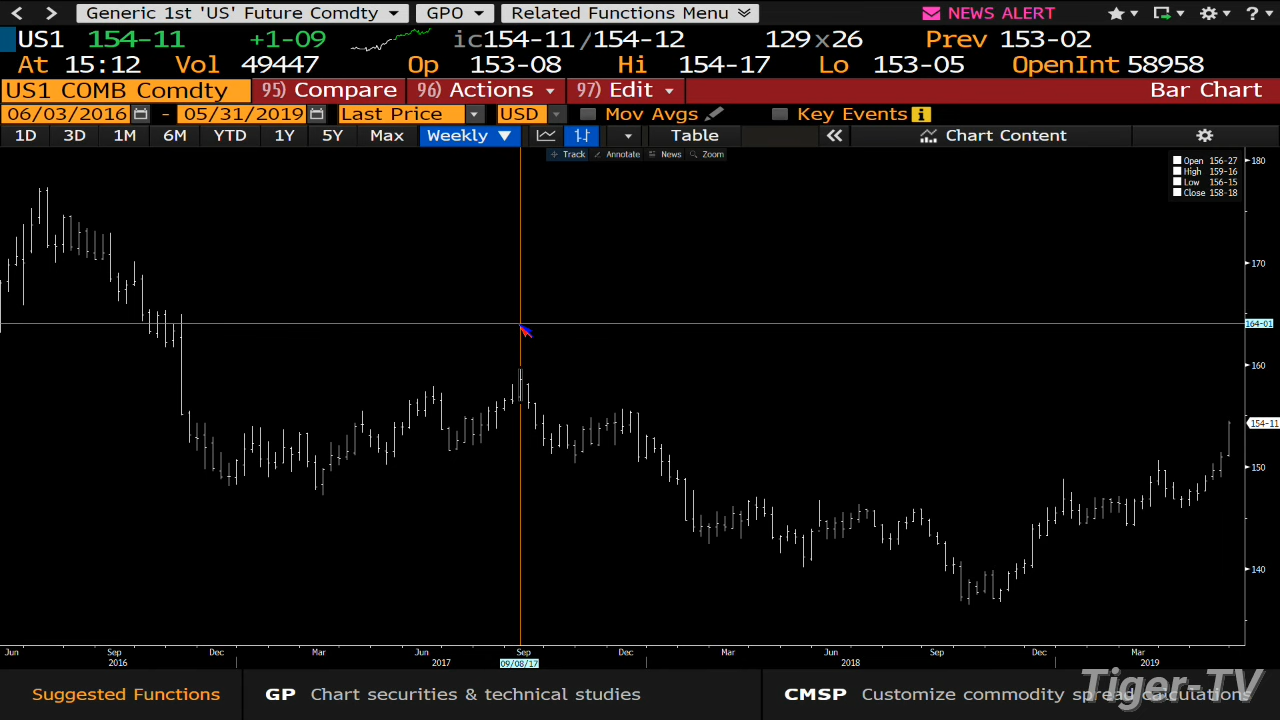 Generic 1st 'US' Future Comdty GPO Related Functions Menu NEWS ALERT ?
US1 154-11 +1-09 ic154-11/154-12 129x26 Prev 153-02
At 15:12 Vol 49447 Op 153-08 Hi 154-17 Lo 153-05 OpenInt 58958
US1 COMB Comdty 95) Compare 96) Actions 97) Edit Bar Chart
06/03/2016 - 05/31/2019 Last Price USD Mov Avgs Key Events i
1D 3D 1M 6M YTD 1Y 5Y Max Weekly Table Chart Content
Track Annotate News Zoom
Open 156-27
High 159-16
Low 156-15
Close 158-18
180
170
164-01
160
154-11
150
140
Jun Sep Dec Mar Jun Sep Dec Mar Jun Sep Dec Mar
2016 2017 09/08/17 2018 2019
Suggested Functions GP Chart securities & technical studies CMSP Customize commodity spread calculations
Tiger-TV